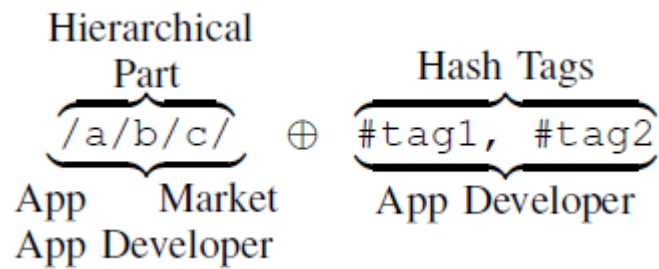 Hierarchical
Part
Hash Tags
/a/b/c/ ⊕ #tag1, #tag2
App Market
App Developer
App Developer